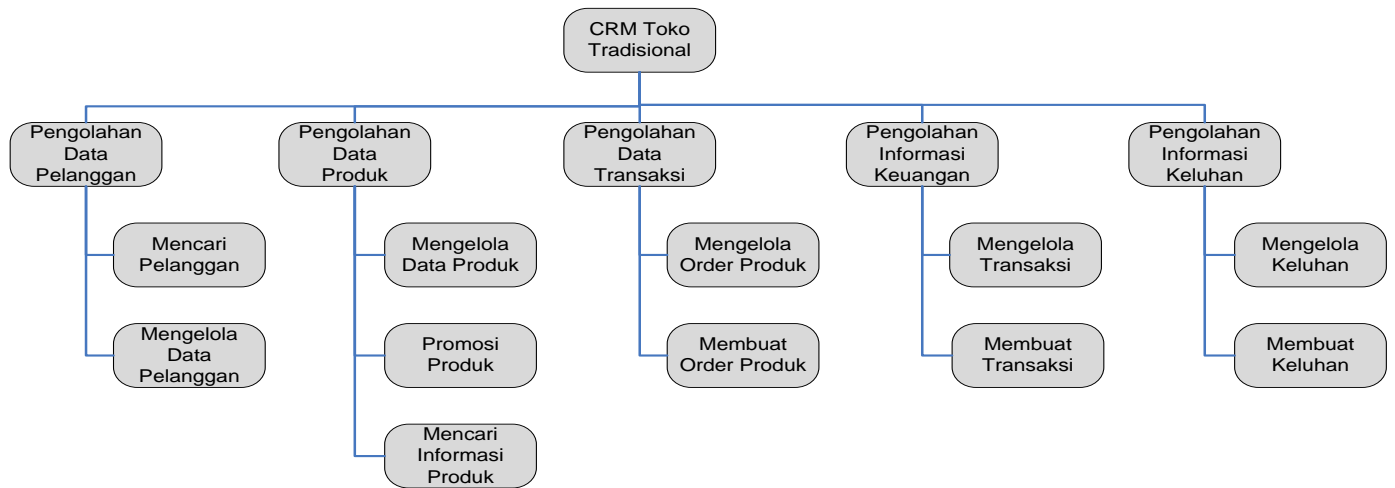 CRM Toko
Tradisional
Pengolahan
Data
Pelanggan
Pengolahan
Data
Produk
Pengolahan
Data
Transaksi
Pengolahan
Informasi
Keuangan
Pengolahan
Informasi
Keluhan
Mencari
Pelanggan
Mengelola
Data Produk
Mengelola
Order Produk
Mengelola
Transaksi
Mengelola
Keluhan
Mengelola
Data
Pelanggan
Promosi
Produk
Membuat
Order Produk
Membuat
Transaksi
Membuat
Keluhan
Mencari
Informasi
Produk